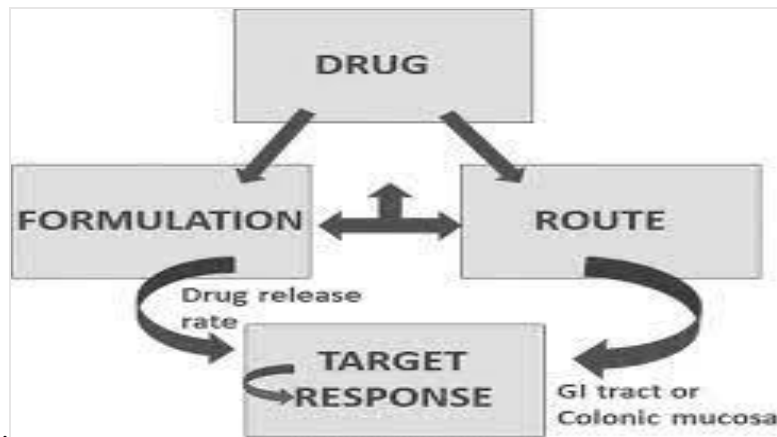 DRUG
FORMULATION
ROUTE
Drug release
rate
TARGET
RESPONSE
GI tract or
Colonic mucosa